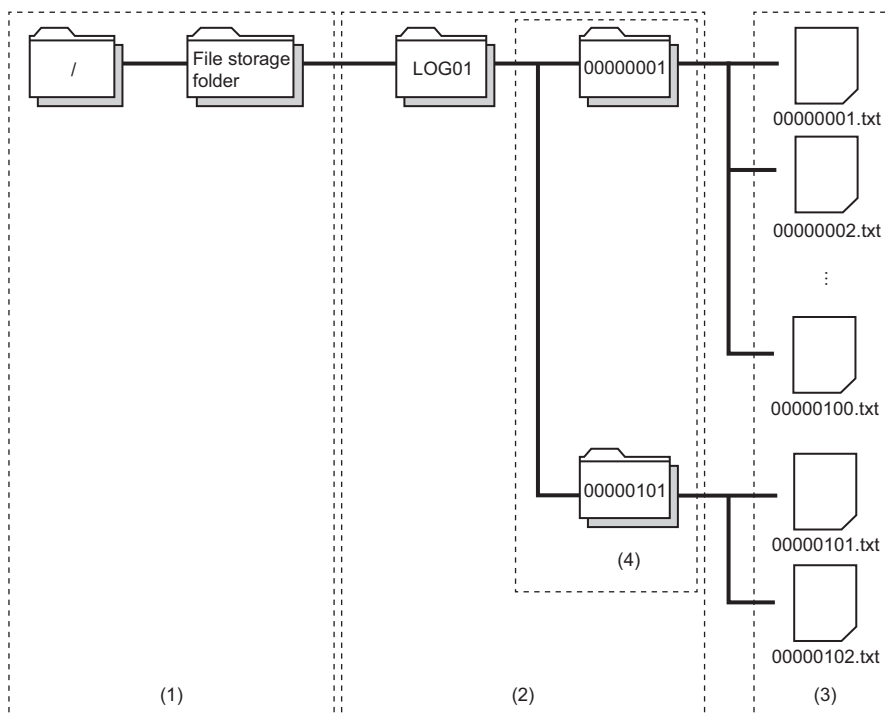 /
File storage
folder
LOG01
00000001
00000001.txt
00000002.txt
⋮
00000100.txt
00000101
00000101.txt
(4)
00000102.txt
(1)
(2)
(3)